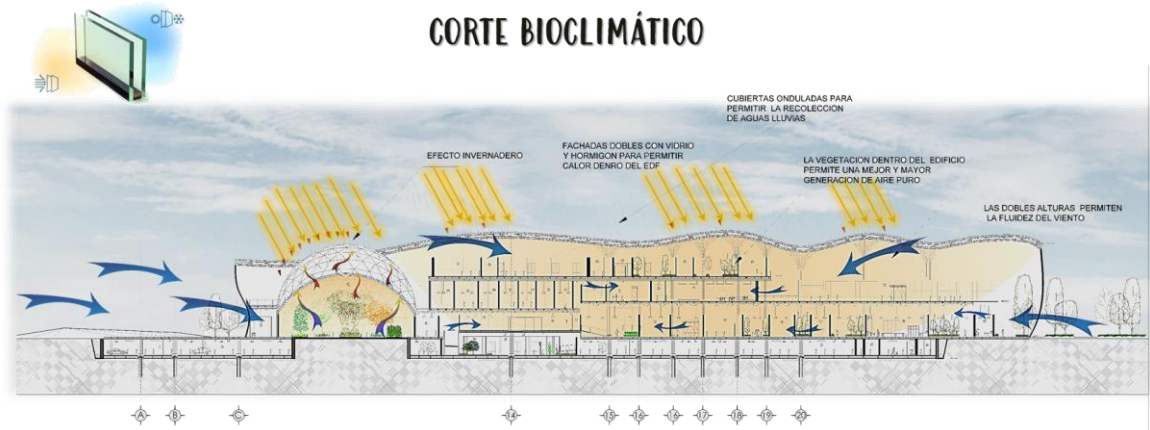 CORTE BIOCLIMÁTICO
CUBIERTAS ONDULADAS PARA
PERMITIR LA RECOLECCION
DE AGUAS LLUVIAS
EFECTO INVERNADERO
FACHADAS DOBLES CON VIDRIO
Y HORMIGON PARA PERMITIR
CALOR DENRO DEL EDF
LA VEGETACION DENTRO DEL EDIFICIO
PERMITE UNA MEJOR Y MAYOR
GENERACION DE AIRE PURO
LAS DOBLES ALTURAS PERMITEN
LA FLUIDEZ DEL VIENTO
A B C 14 15 16 16 17 18 19 20